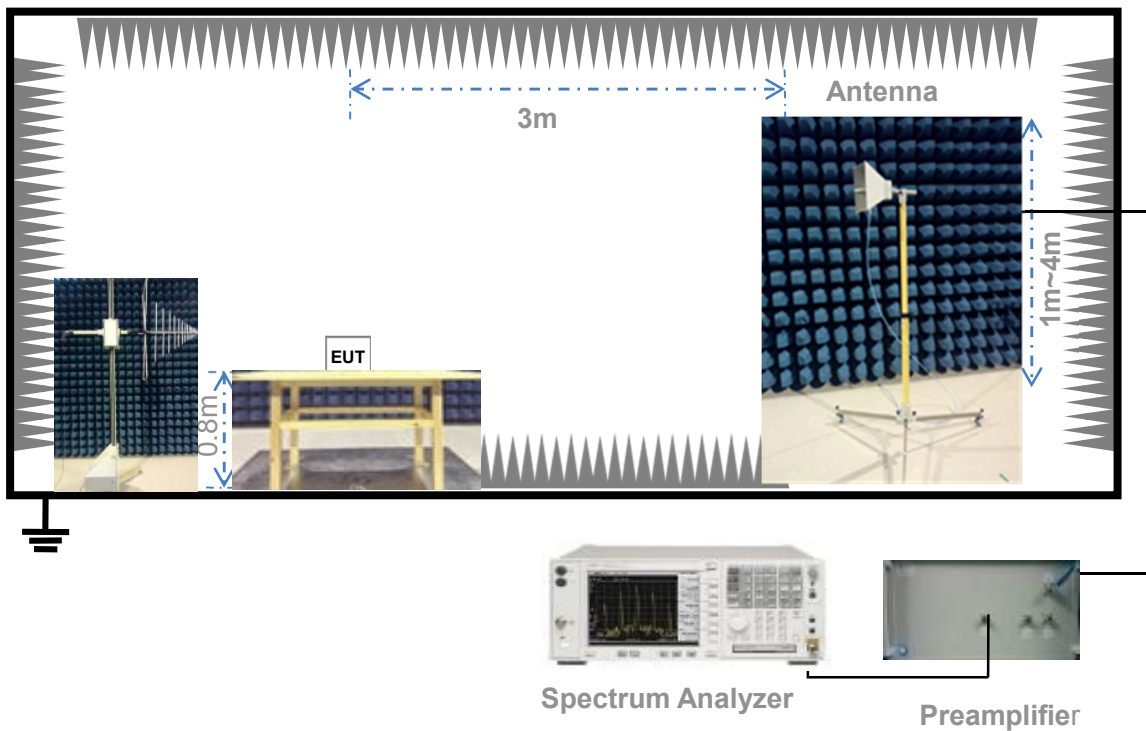 Antenna
3m
1m~4m
EUT
0.8m
Spectrum Analyzer
Preamplifier